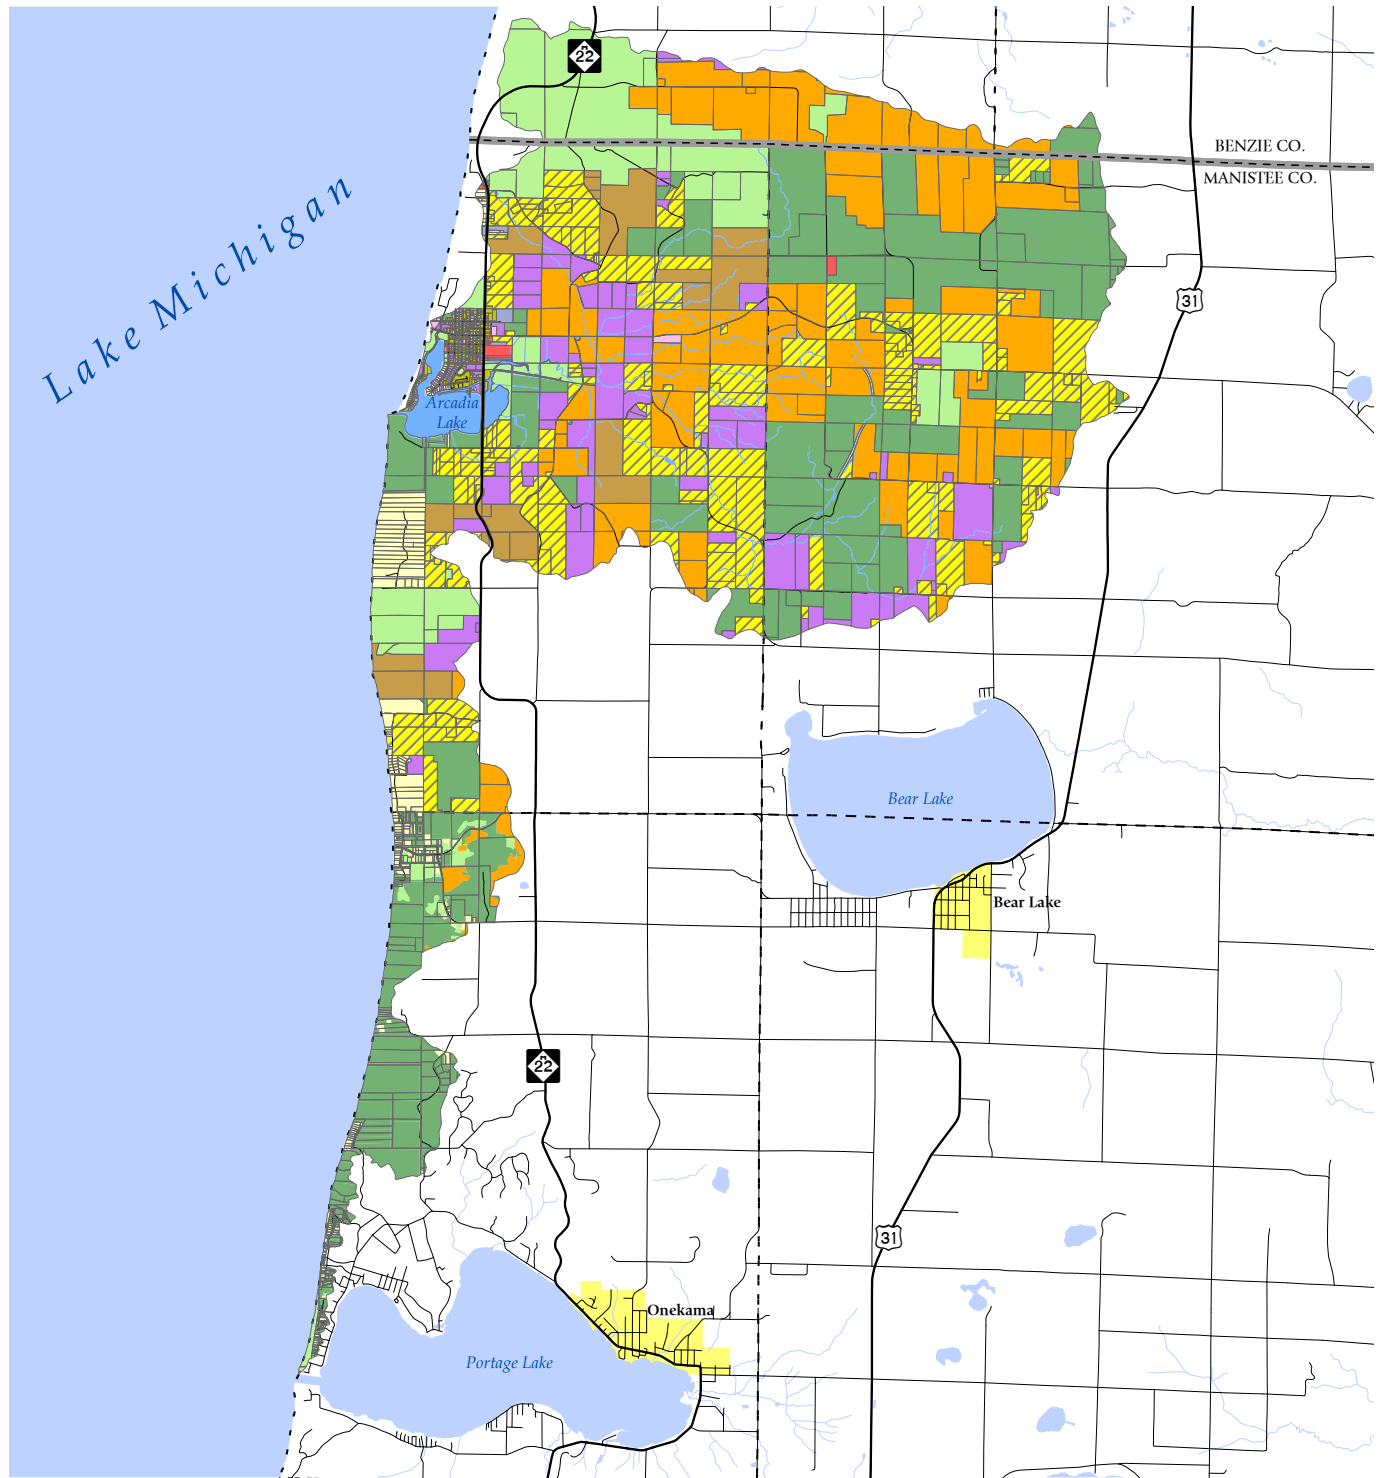 M
22
BENZIE CO.
MANISTEE CO.
Lake Michigan
31
Arcadia
Lake
Bear Lake
Bear Lake
M
22
31
Onekama
Portage Lake